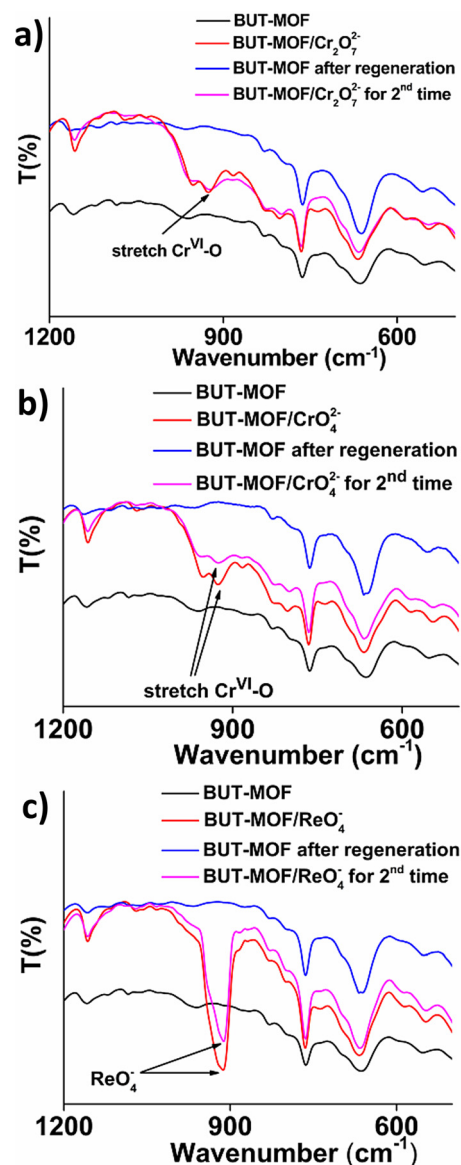 a)
BUT-MOF
BUT-MOF/Cr₂O₇²⁻
BUT-MOF after regeneration
BUT-MOF/Cr₂O₇²⁻ for 2ⁿᵈ time
T(%)
stretch Crⱽᴵ-O
1200 900 600
Wavenumber (cm⁻¹)
b)
BUT-MOF
BUT-MOF/CrO₄²⁻
BUT-MOF after regeneration
BUT-MOF/CrO₄²⁻ for 2ⁿᵈ time
T(%)
stretch Crⱽᴵ-O
1200 900 600
Wavenumber (cm⁻¹)
c)
BUT-MOF
BUT-MOF/ReO₄⁻
BUT-MOF after regeneration
BUT-MOF/ReO₄⁻ for 2ⁿᵈ time
T(%)
ReO₄⁻
1200 900 600
Wavenumber (cm⁻¹)